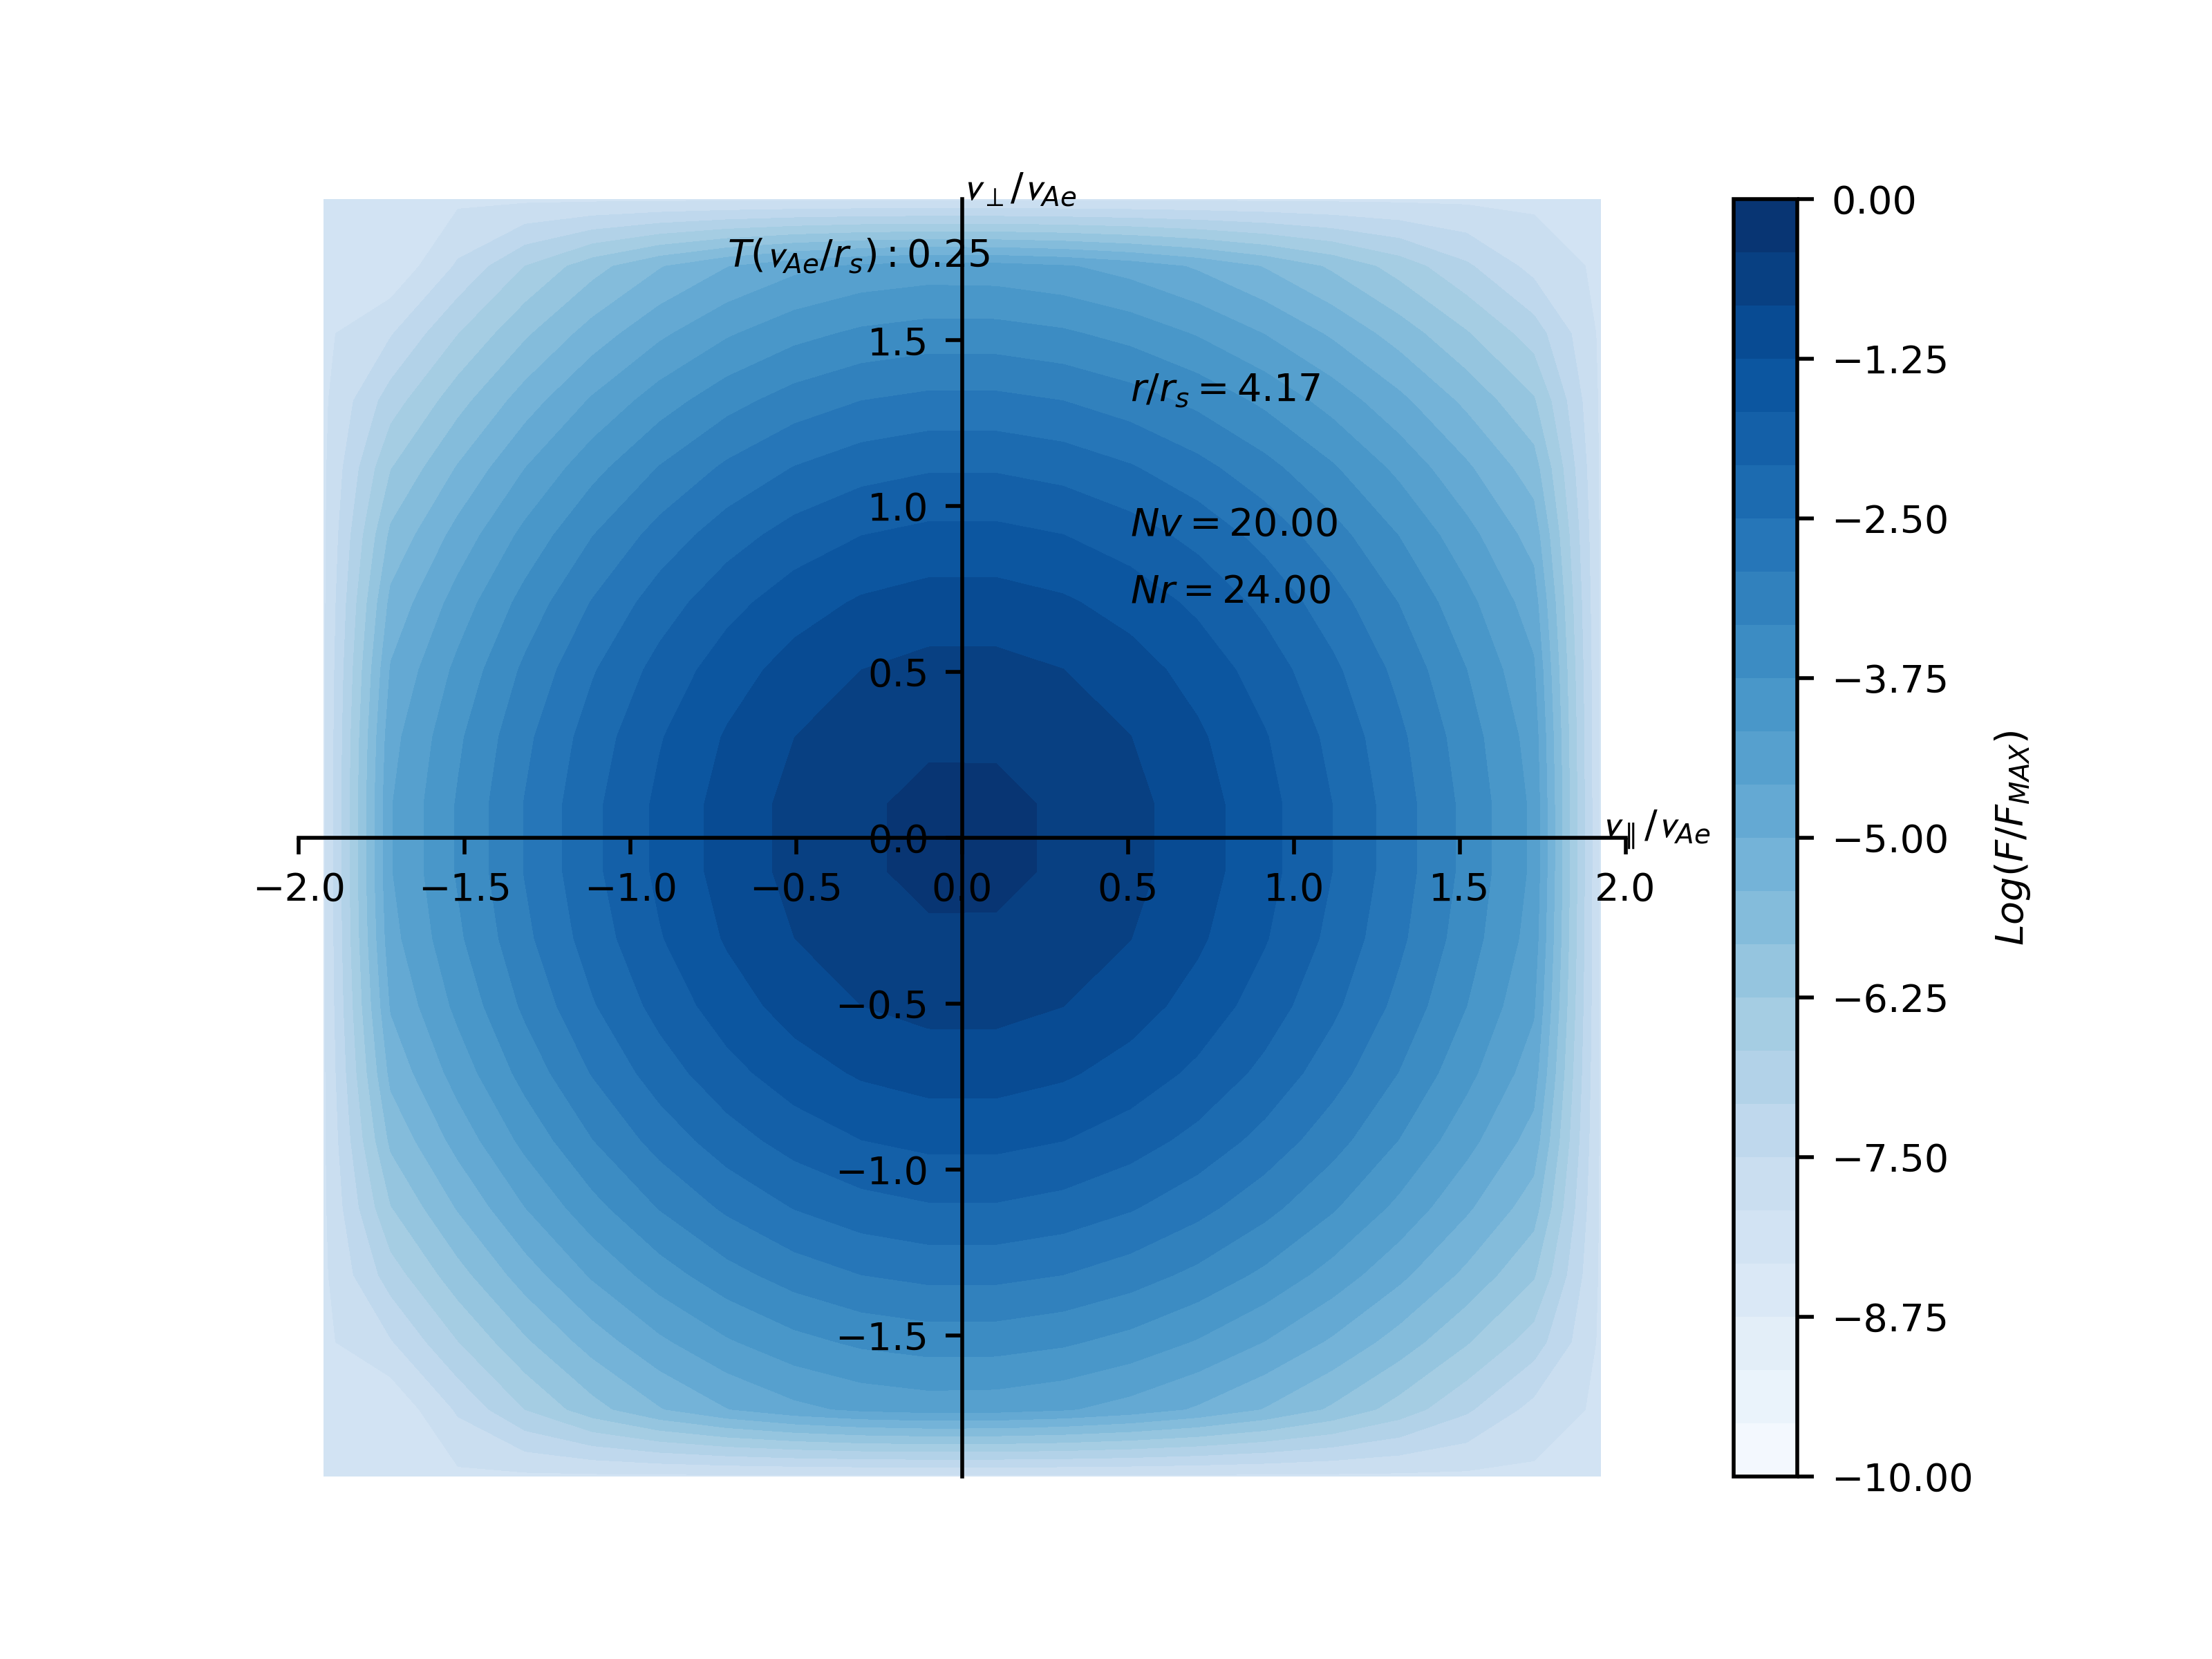 v⊥/vAe
T(vAe/rs) : 0.25
1.5
r/rs = 4.17
1.0
Nv = 20.00
Nr = 24.00
0.5
0.0
v∥/vAe
−2.0 −1.5 −1.0 −0.5 0.0 0.5 1.0 1.5 2.0
−0.5
−1.0
−1.5
0.00
−1.25
−2.50
−3.75
−5.00
−6.25
−7.50
−8.75
−10.00
Log(F/FMAX)